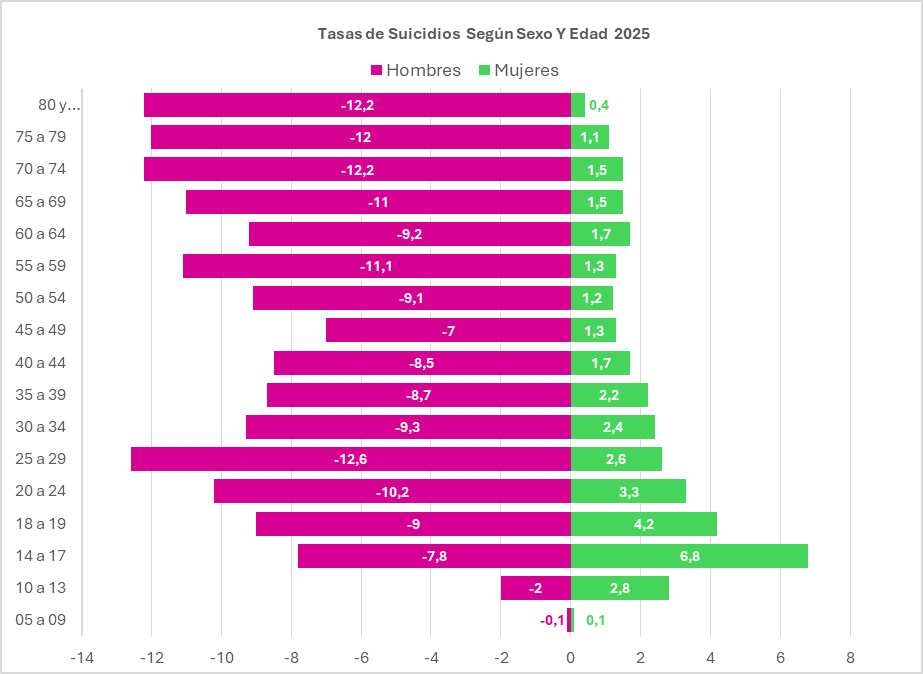 Tasas de Suicidios Según Sexo Y Edad 2025
Hombres Mujeres
80 y... -12,2 0,4
75 a 79 -12 1,1
70 a 74 -12,2 1,5
65 a 69 -11 1,5
60 a 64 -9,2 1,7
55 a 59 -11,1 1,3
50 a 54 -9,1 1,2
45 a 49 -7 1,3
40 a 44 -8,5 1,7
35 a 39 -8,7 2,2
30 a 34 -9,3 2,4
25 a 29 -12,6 2,6
20 a 24 -10,2 3,3
18 a 19 -9 4,2
14 a 17 -7,8 6,8
10 a 13 -2 2,8
05 a 09 -0,1 0,1
-14 -12 -10 -8 -6 -4 -2 0 2 4 6 8